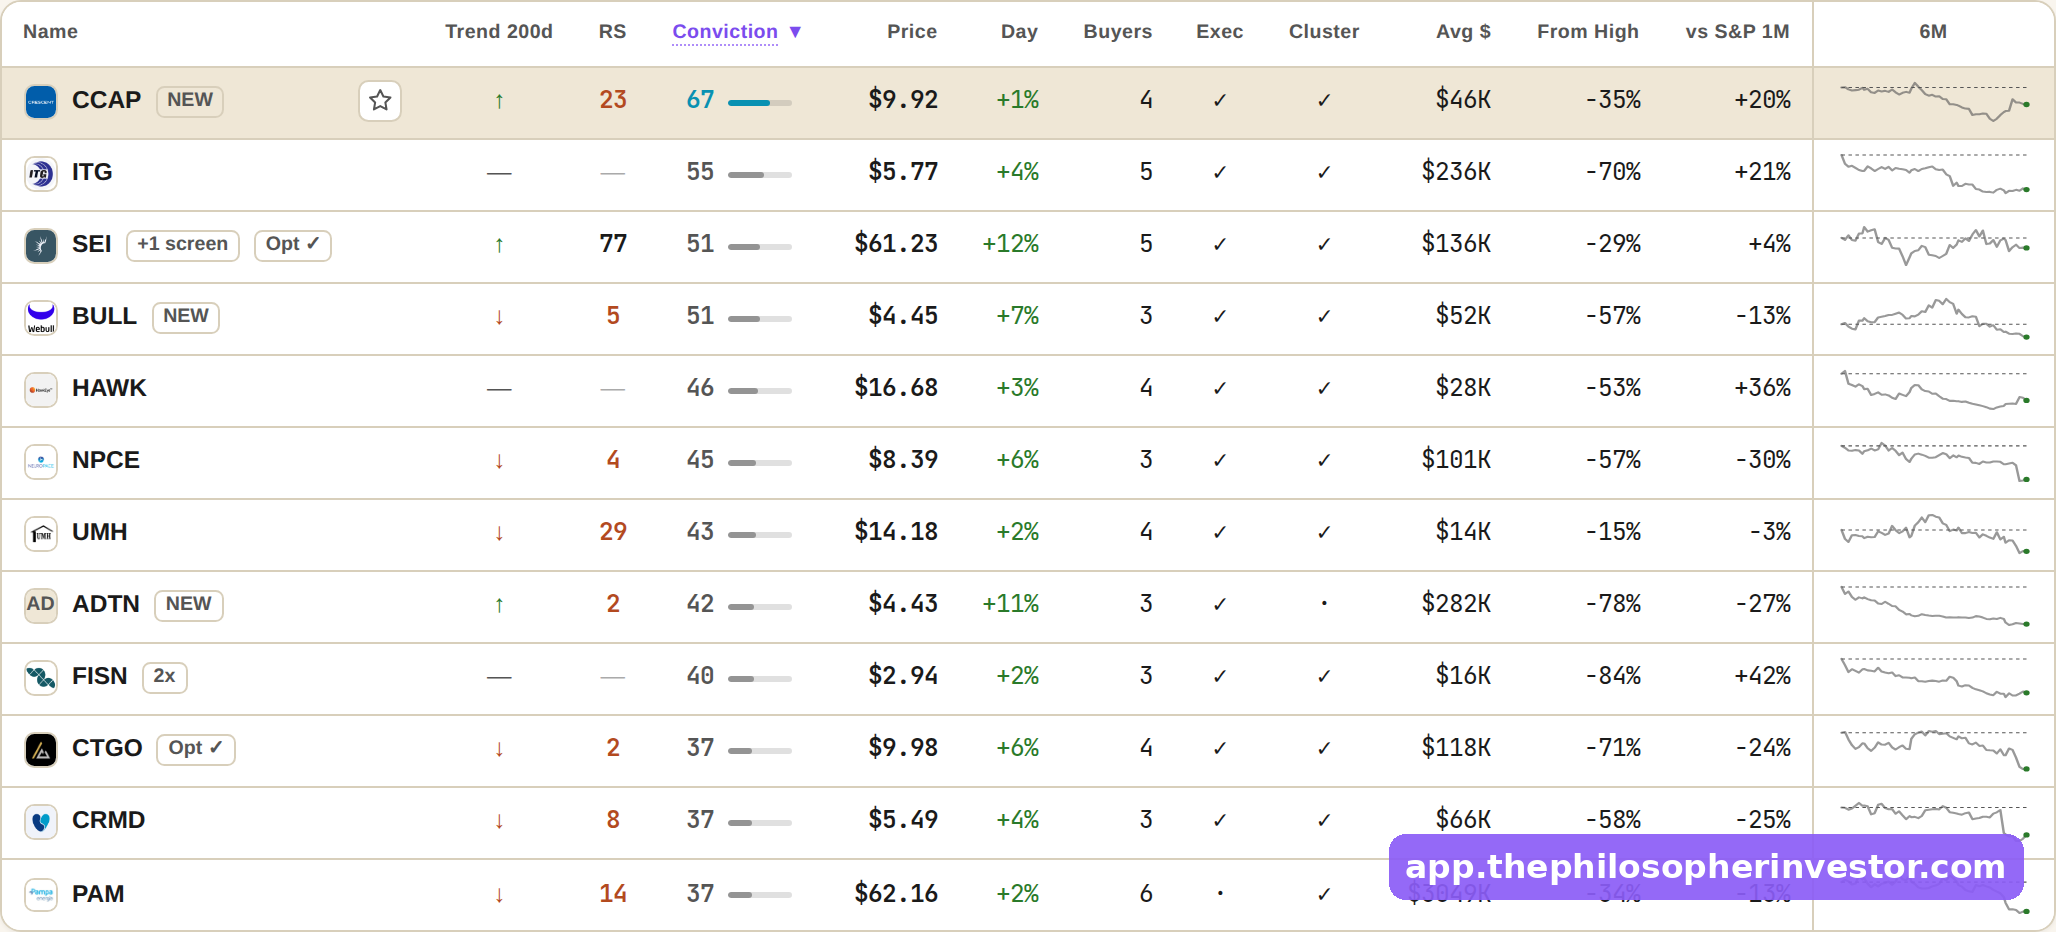 Name Trend 200d RS Conviction ▼ Price Day Buyers Exec Cluster Avg $ From High vs S&P 1M 6M
CCAP NEW ↑ 23 67 $9.92 +1% 4 ✓ ✓ $46K -35% +20%
ITG — — 55 $5.77 +4% 5 ✓ ✓ $236K -70% +21%
SEI +1 screen Opt ✓ ↑ 77 51 $61.23 +12% 5 ✓ ✓ $136K -29% +4%
Webull BULL NEW ↓ 5 51 $4.45 +7% 3 ✓ ✓ $52K -57% -13%
HAWK — — 46 $16.68 +3% 4 ✓ ✓ $28K -53% +36%
NPCE ↓ 4 45 $8.39 +6% 3 ✓ ✓ $101K -57% -30%
UMH UMH ↓ 29 43 $14.18 +2% 4 ✓ ✓ $14K -15% -3%
AD ADTN NEW ↑ 2 42 $4.43 +11% 3 ✓ • $282K -78% -27%
FISN 2x — — 40 $2.94 +2% 3 ✓ ✓ $16K -84% +42%
CTGO Opt ✓ ↓ 2 37 $9.98 +6% 4 ✓ ✓ $118K -71% -24%
CRMD ↓ 8 37 $5.49 +4% 3 ✓ ✓ $66K -58% -25%
app.thephilosopherinvestor.com
Pampa energía PAM ↓ 14 37 $62.16 +2% 6 • ✓ $3049K -34% -13%